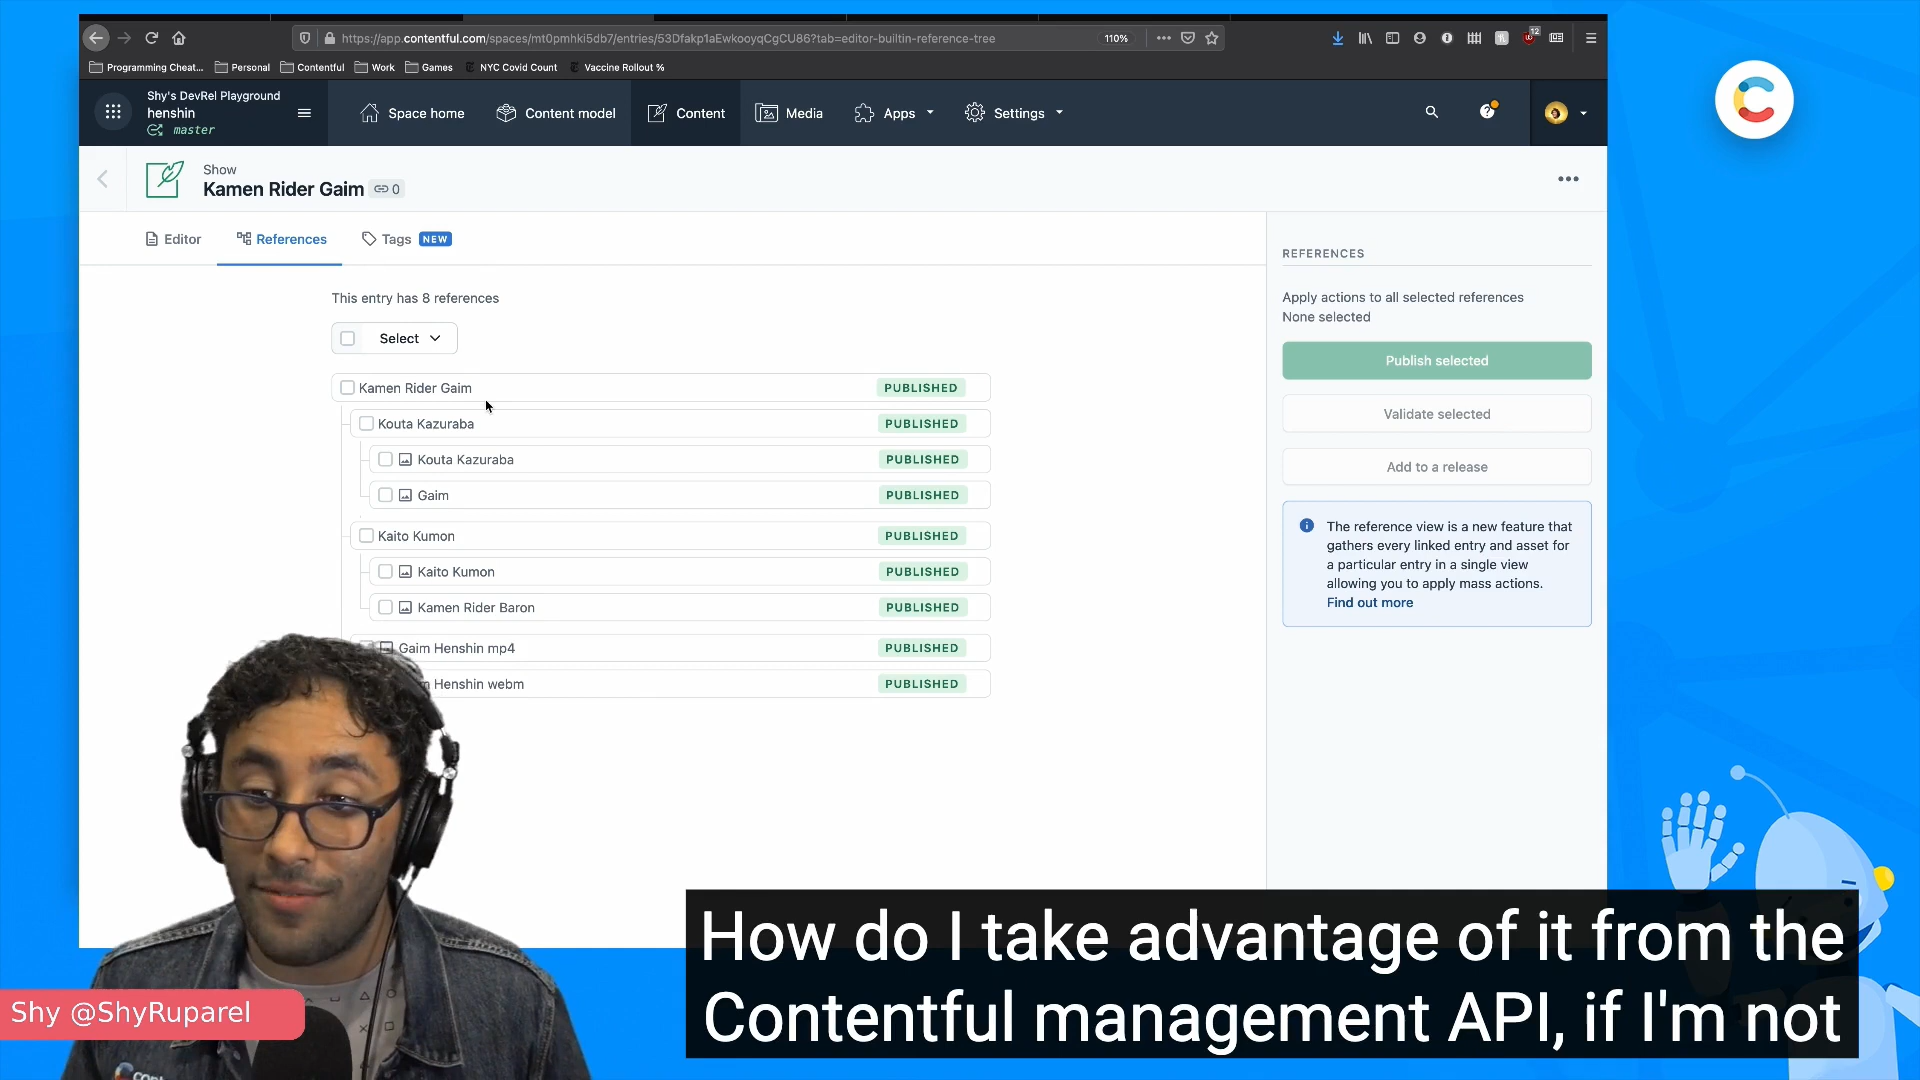 https://app.contentful.com/spaces/mt0pmhki5db7/entries/53Dfakp1aEwkooyqCgCU86?tab=editor-builtin-reference-tree
110%
12
Programming Cheat...
Personal
Contentful
Work
Games
NYC Covid Count
Vaccine Rollout %
Shy's DevRel Playground
henshin
master
Space home
Content model
Content
Media
Apps
Settings
Show
Kamen Rider Gaim
0
Editor
References
Tags
NEW
This entry has 8 references
Select
Kamen Rider Gaim PUBLISHED
Kouta Kazuraba PUBLISHED
Kouta Kazuraba PUBLISHED
Gaim PUBLISHED
Kaito Kumon PUBLISHED
Kaito Kumon PUBLISHED
Kamen Rider Baron PUBLISHED
Gaim Henshin mp4 PUBLISHED
Henshin webm PUBLISHED
REFERENCES
Apply actions to all selected references
None selected
Publish selected
Validate selected
Add to a release
The reference view is a new feature that
gathers every linked entry and asset for
a particular entry in a single view
allowing you to apply mass actions.
Find out more
Shy @ShyRuparel
How do I take advantage of it from the
Contentful management API, if I'm not